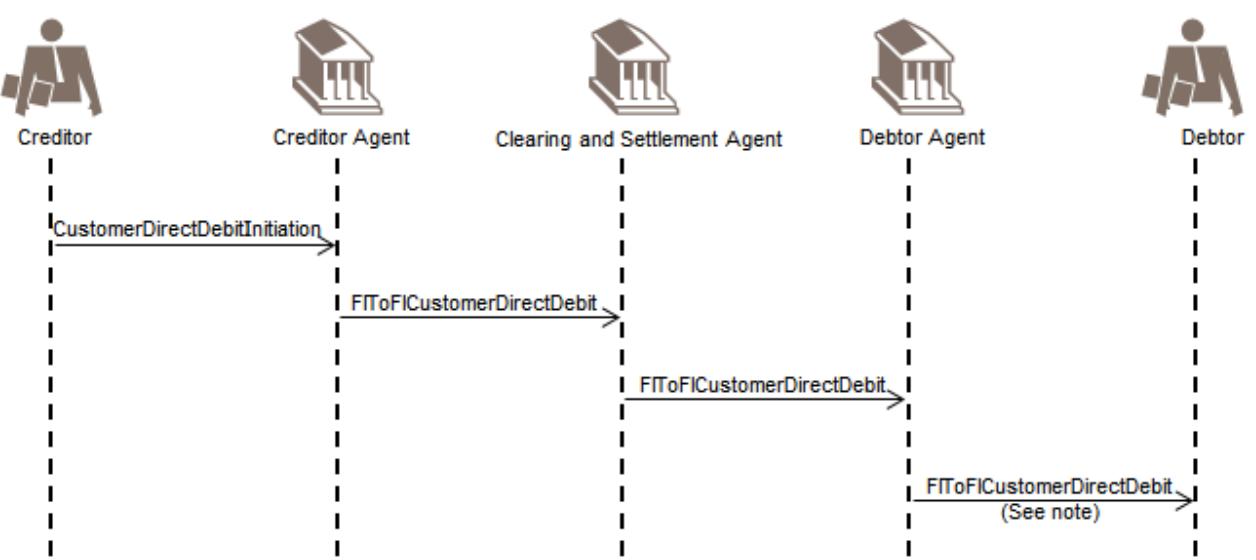 Creditor
Creditor Agent
Clearing and Settlement Agent
Debtor Agent
Debtor
CustomerDirectDebitInitiation
FIToFICustomerDirectDebit
FIToFICustomerDirectDebit
FIToFICustomerDirectDebit
(See note)